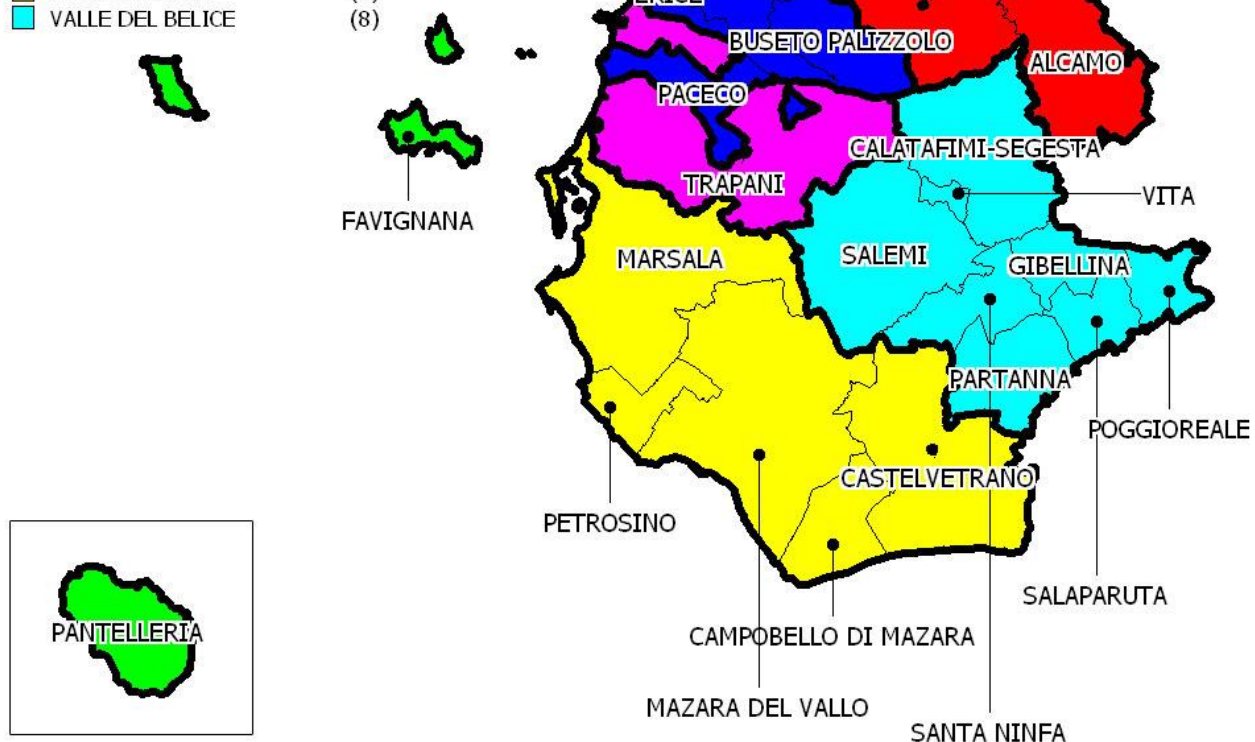 VALLE DEL BELICE (8)
ERICE
BUSETO PALIZZOLO
ALCAMO
PACECO
CALATAFIMI-SEGESTA
TRAPANI
VITA
FAVIGNANA
MARSALA
SALEMI
GIBELLINA
PARTANNA
POGGIOREALE
CASTELVETRANO
PETROSINO
SALAPARUTA
PANTELLERIA
CAMPOBELLO DI MAZARA
MAZARA DEL VALLO
SANTA NINFA